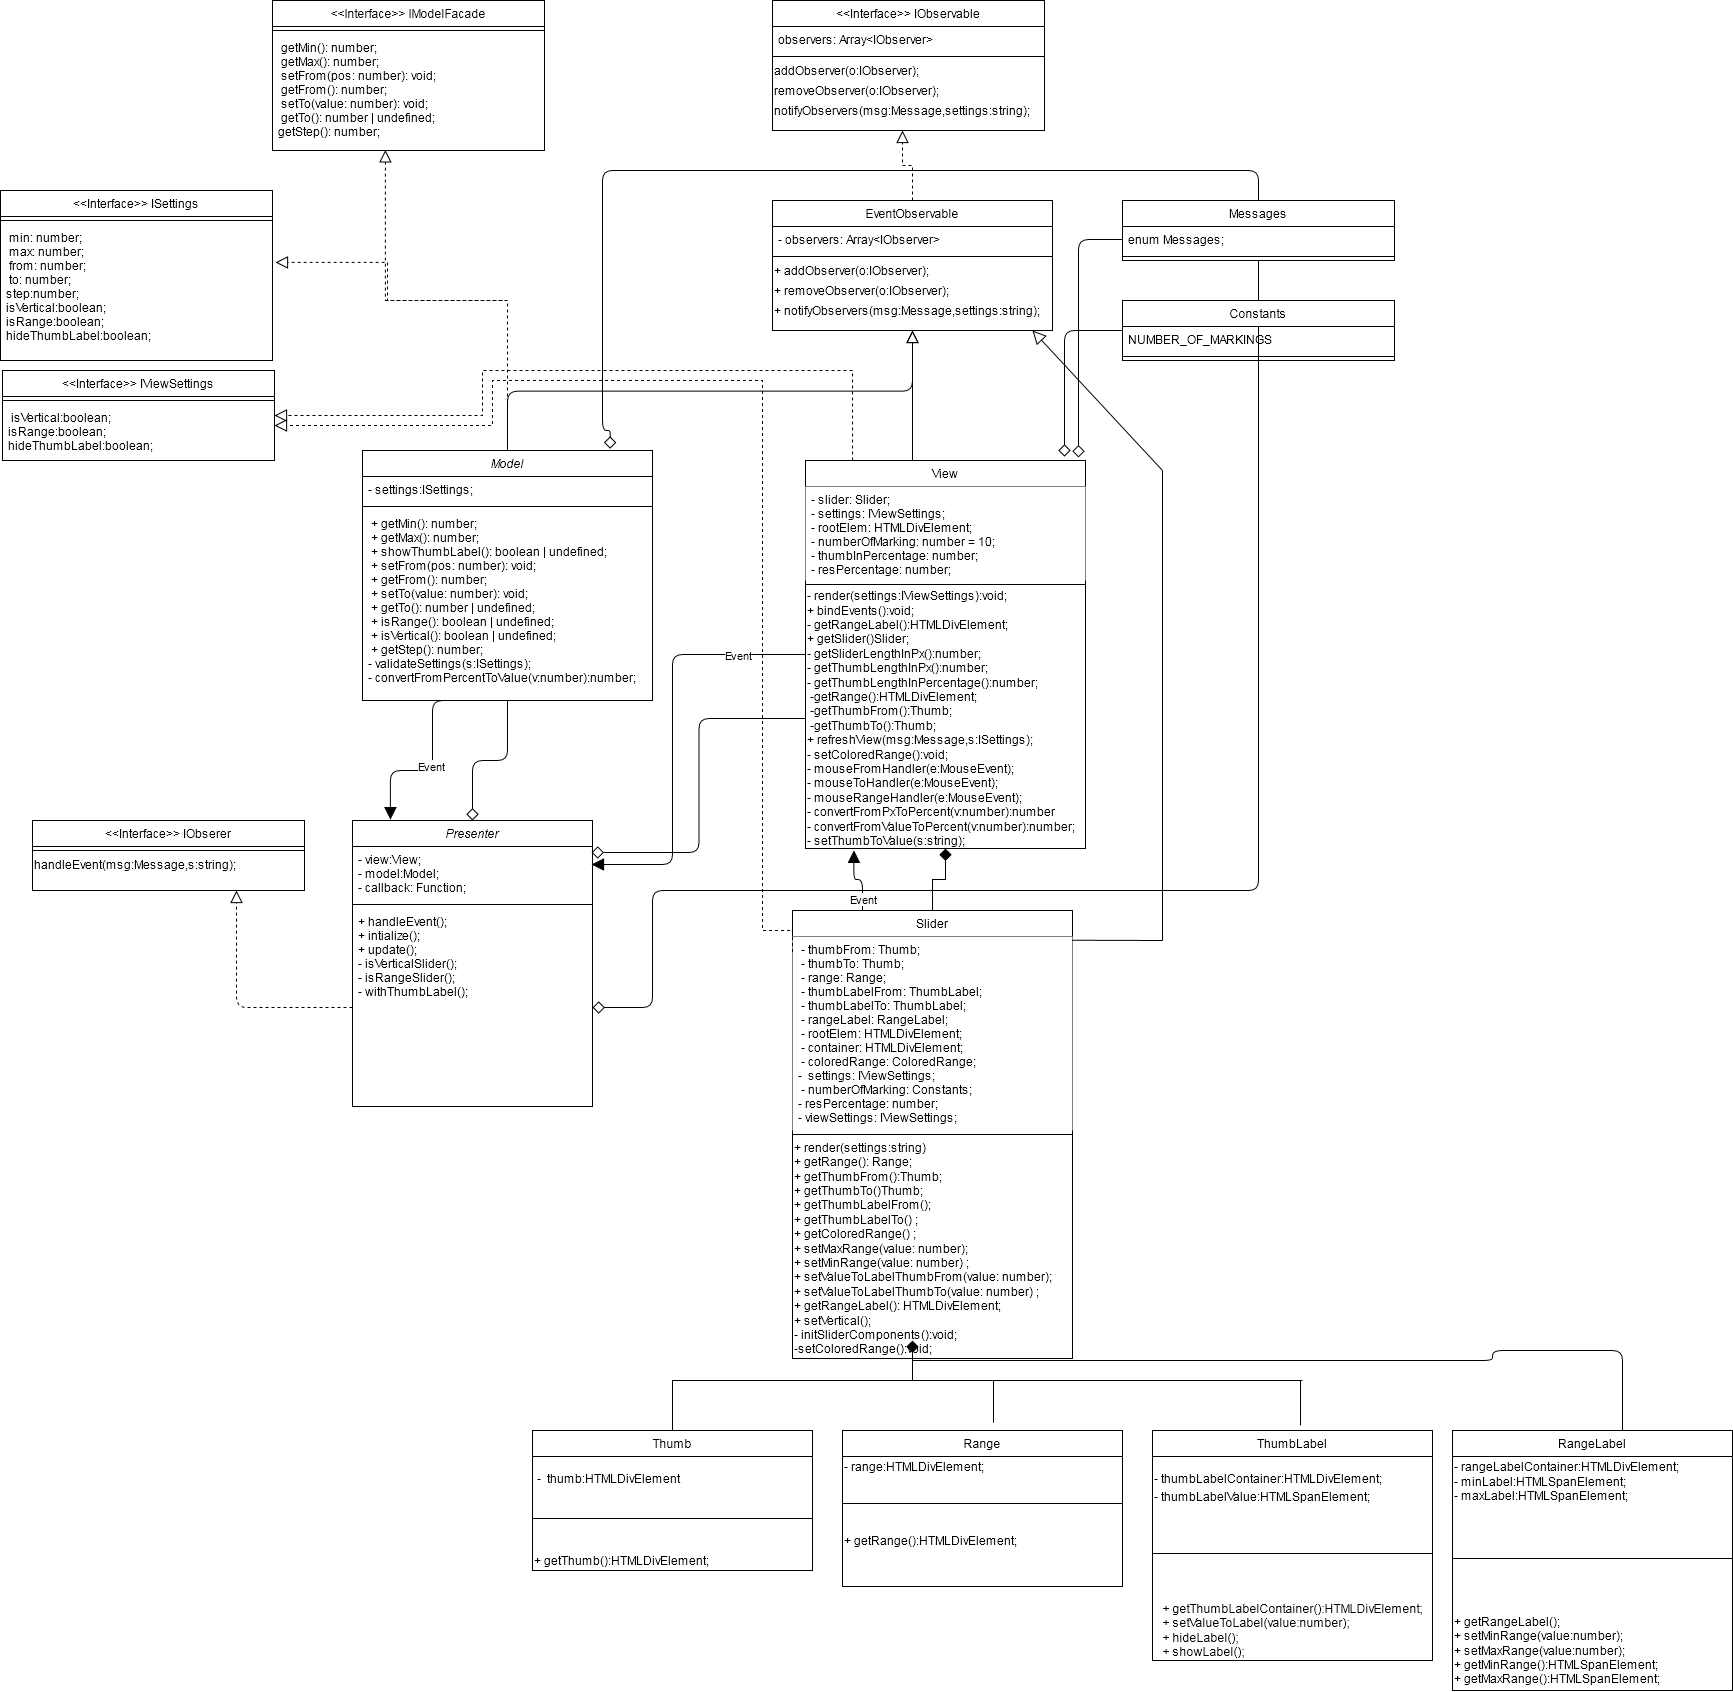 <<Interface>> IModelFacade
getMin(): number;
getMax(): number;
setFrom(pos: number): void;
getFrom(): number;
setTo(value: number): void;
getTo(): number | undefined;
getStep(): number;
<<Interface>> IObservable
observers: Array<IObserver>
addObserver(o:IObserver);
removeObserver(o:IObserver);
notifyObservers(msg:Message,settings:string);
<<Interface>> ISettings
min: number;
max: number;
from: number;
to: number;
step:number;
isVertical:boolean;
isRange:boolean;
hideThumbLabel:boolean;
EventObservable
- observers: Array<IObserver>
+ addObserver(o:IObserver);
+ removeObserver(o:IObserver);
+ notifyObservers(msg:Message,settings:string);
Messages
enum Messages;
Constants
NUMBER_OF_MARKINGS
<<Interface>> IViewSettings
isVertical:boolean;
isRange:boolean;
hideThumbLabel:boolean;
Model
- settings:ISettings;
+ getMin(): number;
+ getMax(): number;
+ showThumbLabel(): boolean | undefined;
+ setFrom(pos: number): void;
+ getFrom(): number;
+ setTo(value: number): void;
+ getTo(): number | undefined;
+ isRange(): boolean | undefined;
+ isVertical(): boolean | undefined;
+ getStep(): number;
- validateSettings(s:ISettings);
- convertFromPercentToValue(v:number):number;
View
- slider: Slider;
- settings: IViewSettings;
- rootElem: HTMLDivElement;
- numberOfMarking: number = 10;
- thumbInPercentage: number;
- resPercentage: number;
- render(settings:IViewSettings):void;
+ bindEvents():void;
- getRangeLabel():HTMLDivElement;
+ getSlider()Slider;
- getSliderLengthInPx():number;
- getThumbLengthInPx():number;
- getThumbLengthInPercentage():number;
-getRange():HTMLDivElement;
-getThumbFrom():Thumb;
-getThumbTo():Thumb;
+ refreshView(msg:Message,s:ISettings);
- setColoredRange():void;
- mouseFromHandler(e:MouseEvent);
- mouseToHandler(e:MouseEvent);
- mouseRangeHandler(e:MouseEvent);
- convertFromPxToPercent(v:number):number
- convertFromValueToPercent(v:number):number;
- setThumbToValue(s:string);
Event
Event
Event
<<Interface>> IObserer
handleEvent(msg:Message,s:string);
Presenter
- view:View;
- model:Model;
- callback: Function;
+ handleEvent();
+ intialize();
+ update();
- isVerticalSlider();
- isRangeSlider();
- withThumbLabel();
Slider
- thumbFrom: Thumb;
- thumbTo: Thumb;
- range: Range;
- thumbLabelFrom: ThumbLabel;
- thumbLabelTo: ThumbLabel;
- rangeLabel: RangeLabel;
- rootElem: HTMLDivElement;
- container: HTMLDivElement;
- coloredRange: ColoredRange;
- settings: IViewSettings;
- numberOfMarking: Constants;
- resPercentage: number;
- viewSettings: IViewSettings;
+ render(settings:string)
+ getRange(): Range;
+ getThumbFrom():Thumb;
+ getThumbTo()Thumb;
+ getThumbLabelFrom();
+ getThumbLabelTo() ;
+ getColoredRange() ;
+ setMaxRange(value: number);
+ setMinRange(value: number) ;
+ setValueToLabelThumbFrom(value: number);
+ setValueToLabelThumbTo(value: number) ;
+ getRangeLabel(): HTMLDivElement;
+ setVertical();
- initSliderComponents():void;
-setColoredRange():void;
Thumb
- thumb:HTMLDivElement
+ getThumb():HTMLDivElement;
Range
- range:HTMLDivElement;
+ getRange():HTMLDivElement;
ThumbLabel
- thumbLabelContainer:HTMLDivElement;
- thumbLabelValue:HTMLSpanElement;
+ getThumbLabelContainer():HTMLDivElement;
+ setValueToLabel(value:number);
+ hideLabel();
+ showLabel();
RangeLabel
- rangeLabelContainer:HTMLDivElement;
- minLabel:HTMLSpanElement;
- maxLabel:HTMLSpanElement;
+ getRangeLabel();
+ setMinRange(value:number);
+ setMaxRange(value:number);
+ getMinRange():HTMLSpanElement;
+ getMaxRange():HTMLSpanElement;